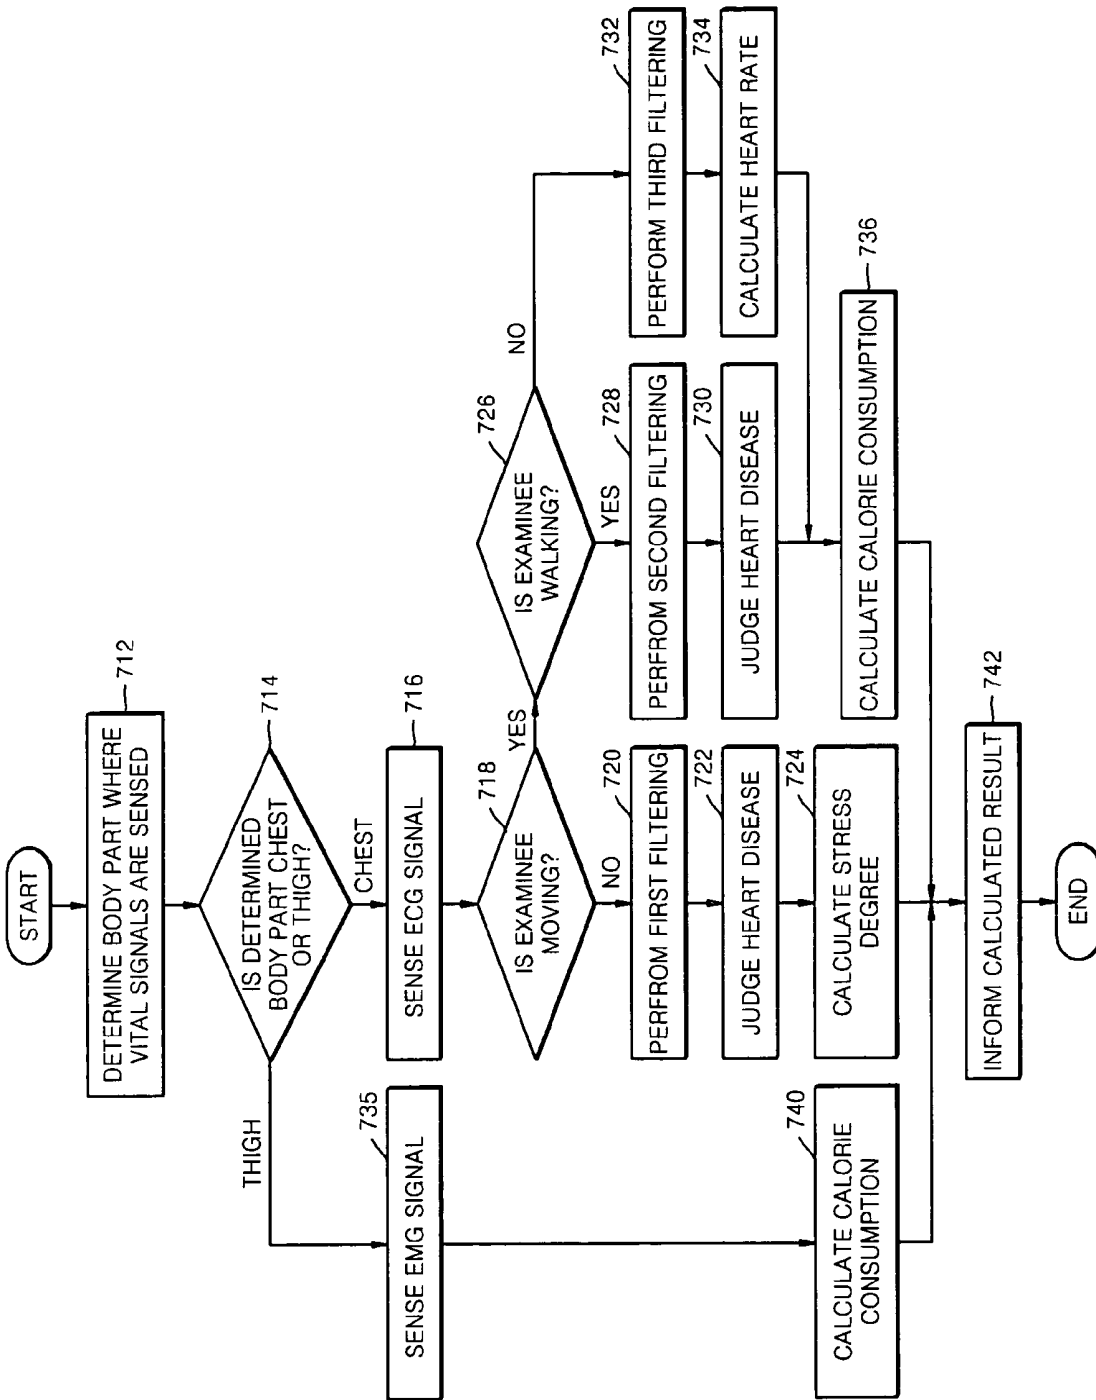 START
DETERMINE BODY PART WHERE
VITAL SIGNALS ARE SENSED
712
IS DETERMINED
BODY PART CHEST
OR THIGH?
714
THIGH
CHEST
SENSE EMG SIGNAL
735
SENSE ECG SIGNAL
716
IS EXAMINEE
MOVING?
718
YES
NO
IS EXAMINEE
WALKING?
726
NO
YES
PERFROM FIRST FILTERING
720
PERFROM SECOND FILTERING
728
PERFORM THIRD FILTERING
732
JUDGE HEART DISEASE
722
JUDGE HEART DISEASE
730
CALCULATE HEART RATE
734
CALCULATE CALORIE
CONSUMPTION
740
CALCULATE STRESS
DEGREE
724
CALCULATE CALORIE CONSUMPTION
736
INFORM CALCULATED RESULT
742
END